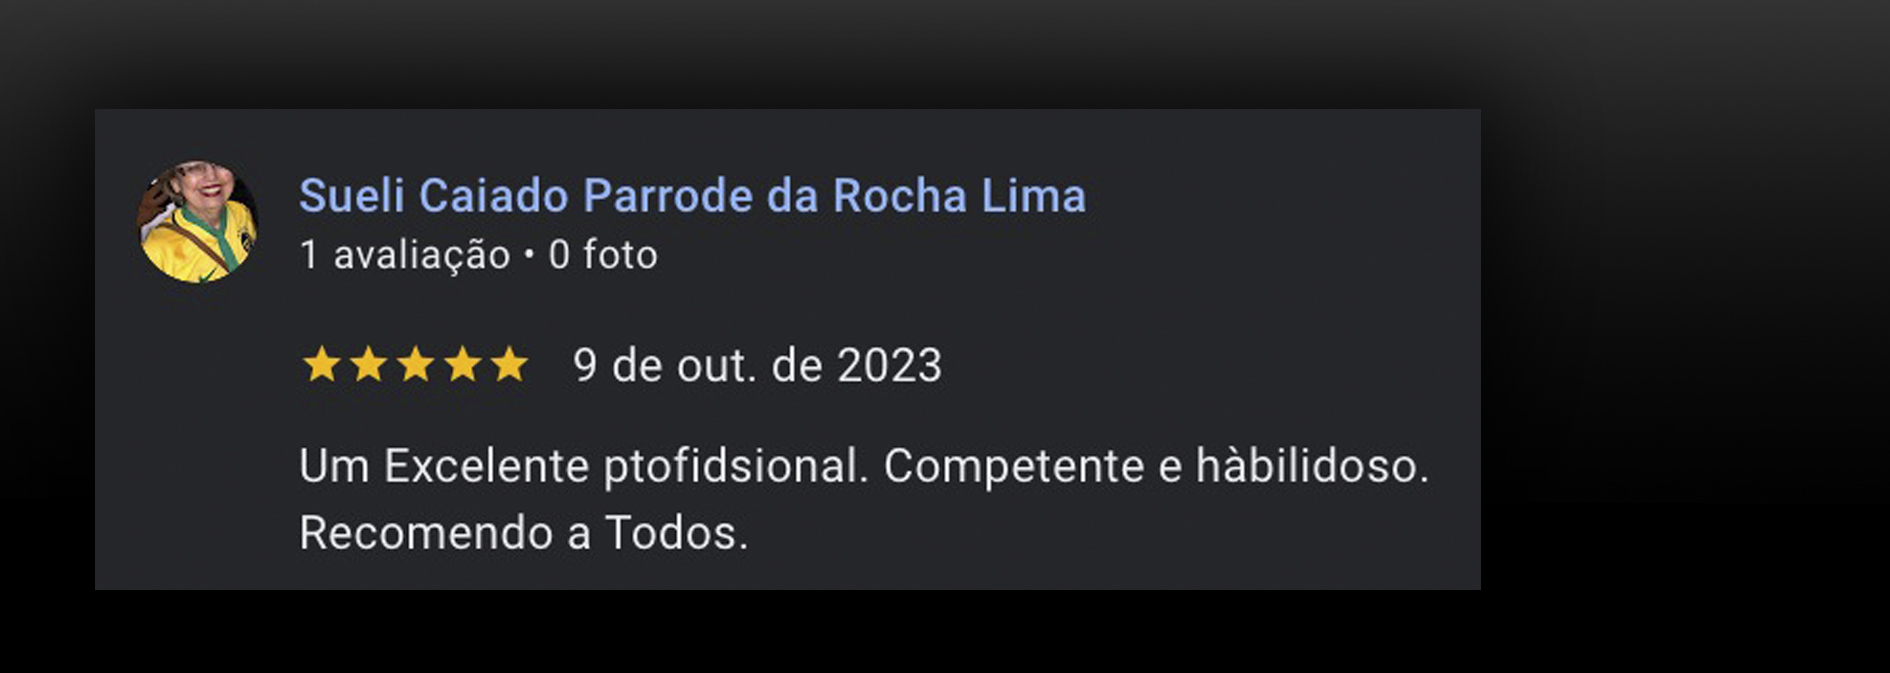 Sueli Caiado Parrode da Rocha Lima
1 avaliação • 0 foto
★★★★★ 9 de out. de 2023
Um Excelente ptofidsional. Competente e hàbilidoso.
Recomendo a Todos.